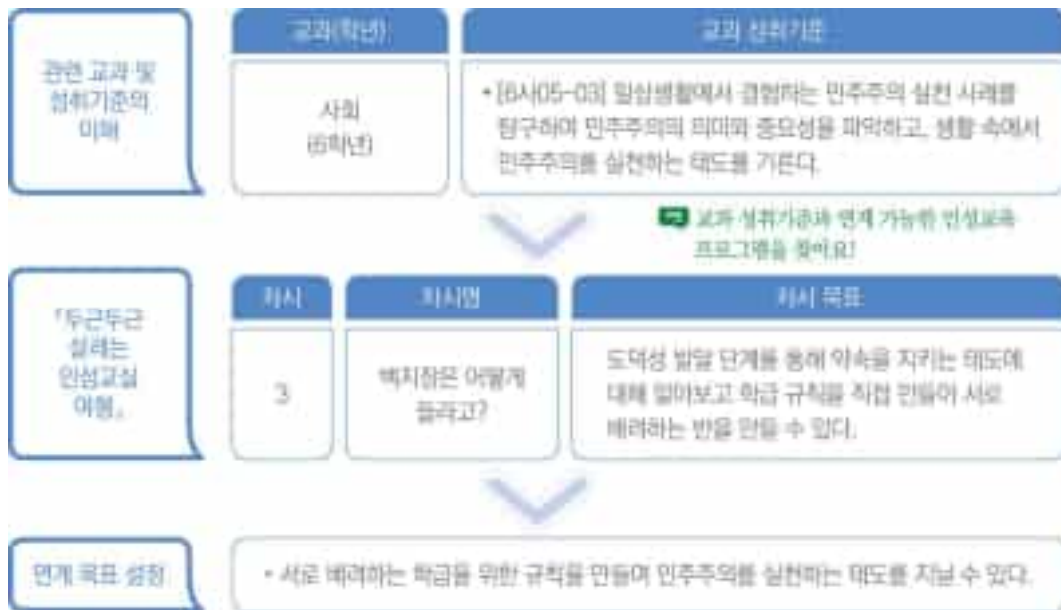 관련 교과 및
성취기준의
이해
교과(학년)
교과 성취기준
사회
(6학년)
• [6사05-03] 일상생활에서 경험하는 민주주의 실천 사례를
탐구하여 민주주의의 의미와 중요성을 파악하고, 생활 속에서
민주주의를 실천하는 태도를 기른다.
교과 성취기준과 연계 가능한 인성교육
프로그램을 찾아요!
『두근두근
설레는
인성교실
여행』
차시
차시명
차시 목표
3
백지장은 어떻게
들라고?
도덕성 발달 단계를 통해 약속을 지키는 태도에
대해 알아보고 학급 규칙을 직접 만들어 서로
배려하는 반을 만들 수 있다.
연계 목표 설정
• 서로 배려하는 학급을 위한 규칙을 만들며 민주주의를 실천하는 태도를 지닐 수 있다.